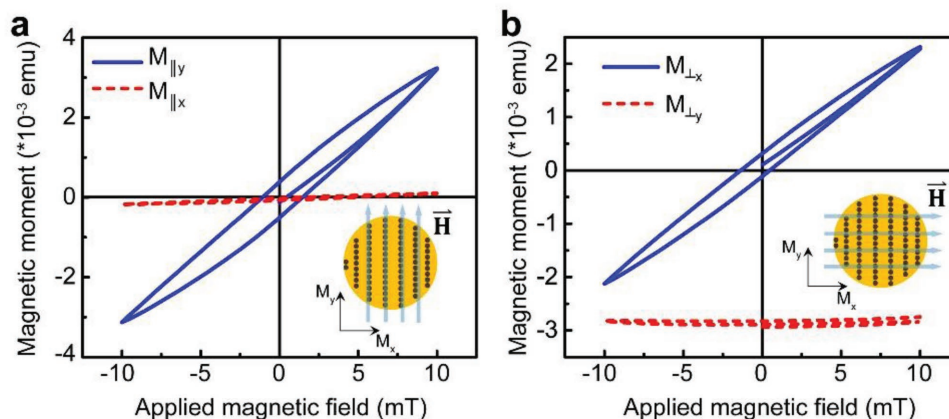 a
Magnetic moment (*10⁻³ emu)
4
2
0
-2
-4
M∥y
M∥x
H
My
Mx
-10
-5
0
5
10
Applied magnetic field (mT)
b
Magnetic moment (*10⁻³ emu)
2
1
0
-1
-2
-3
M⊥x
M⊥y
H
My
Mx
-10
-5
0
5
10
Applied magnetic field (mT)